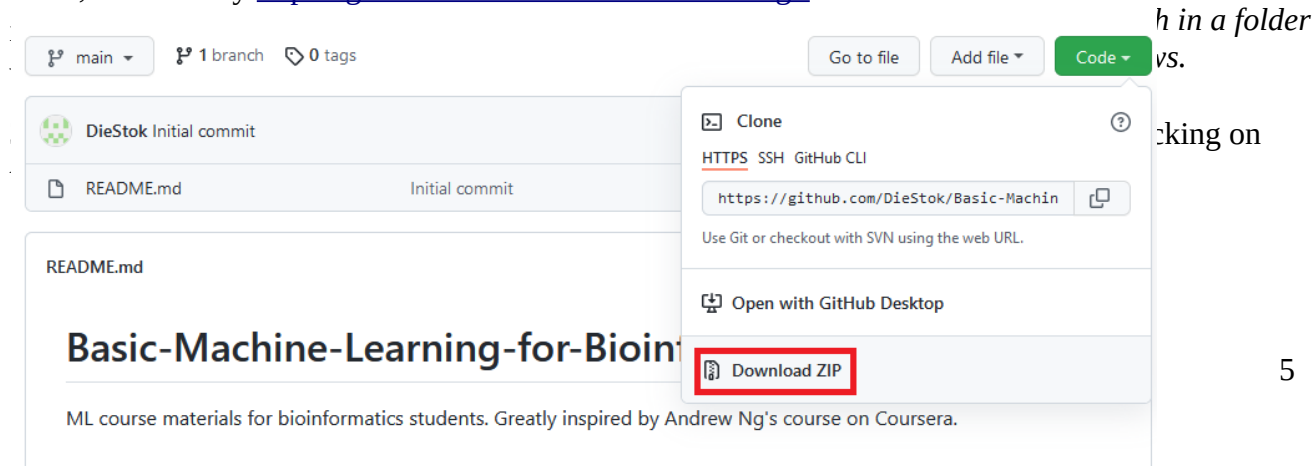 h in a folder
main 1 branch 0 tags Go to file Add file Code vs.
DieStok Initial commit
Clone
cking on
HTTPS SSH GitHub CLI
README.md Initial commit
https://github.com/DieStok/Basic-Machin
Use Git or checkout with SVN using the web URL.
README.md
Open with GitHub Desktop
Basic-Machine-Learning-for-Bioin
Download ZIP
5
ML course materials for bioinformatics students. Greatly inspired by Andrew Ng's course on Coursera.